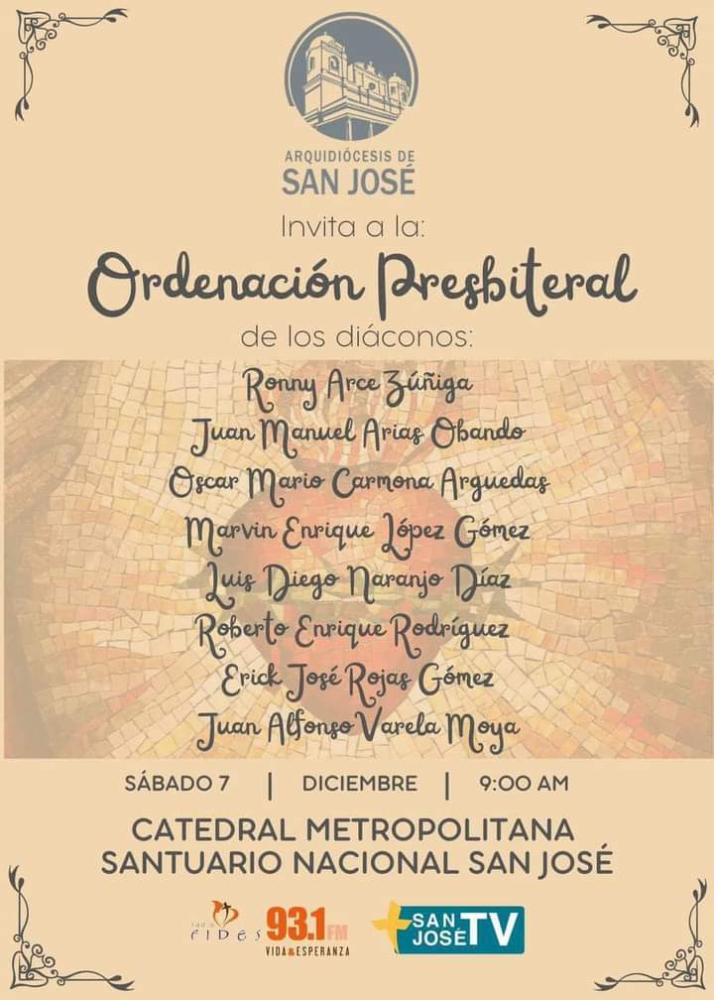 ARQUIDIÓCESIS DE
SAN JOSÉ
Invita a la:
Ordenación Presbiteral
de los diáconos:
Ronny Arce Zúñiga
Juan Manuel Arias Obando
Oscar Mario Carmona Arguedas
Marvin Enrique López Gómez
Luis Diego Naranjo Díaz
Roberto Enrique Rodríguez
Erick José Rojas Gómez
Juan Alfonso Varela Moya
SÁBADO 7 | DICIEMBRE | 9:00 AM
CATEDRAL METROPOLITANA
SANTUARIO NACIONAL SAN JOSÉ
radio
FIDES
93.1 FM
VIDA & ESPERANZA
SAN
JOSÉ TV